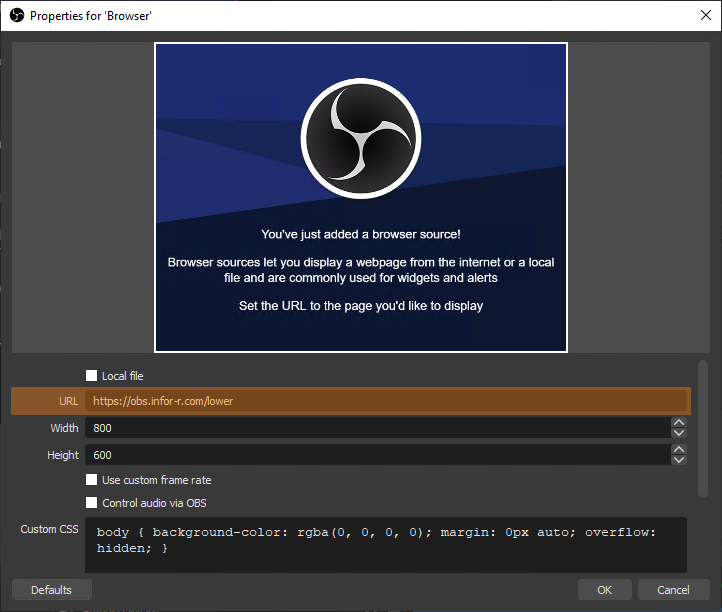 Properties for 'Browser'
You've just added a browser source!
Browser sources let you display a webpage from the internet or a local
file and are commonly used for widgets and alerts
Set the URL to the page you'd like to display
Local file
URL https://obs.infor-r.com/lower
Width 800
Height 600
Use custom frame rate
Control audio via OBS
Custom CSS body { background-color: rgba(0, 0, 0, 0); margin: 0px auto; overflow:
hidden; }
Defaults OK Cancel